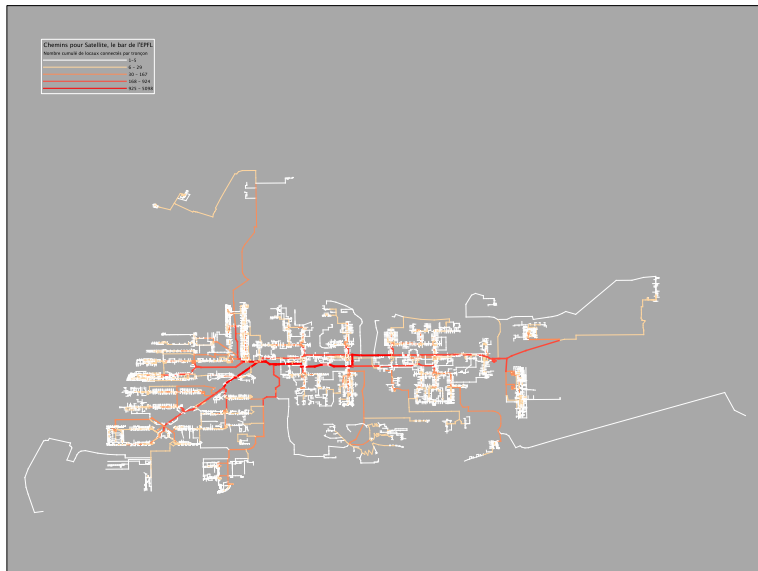 Chemins pour Satellite, le bar de l'EPFL
Nombre cumulé de locaux connectés par tronçon
1 - 5
6 - 29
30 - 167
168 - 924
925 - 5098